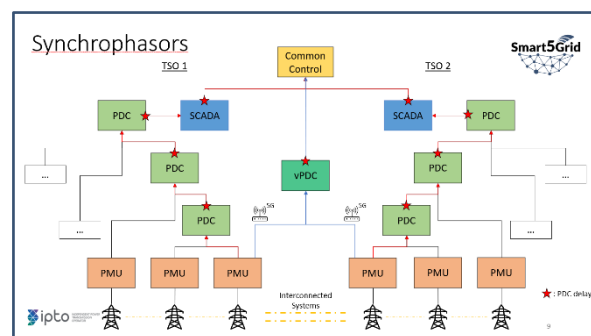 Synchrophasors
Smart5Grid
TSO 1
TSO 2
Common
Control
PDC
SCADA
SCADA
PDC
...
PDC
vPDC
PDC
...
...
5G
5G
...
PDC
PDC
PMU
PMU
PMU
PMU
PMU
PMU
Interconnected
Systems
: PDC delay
ipto
9